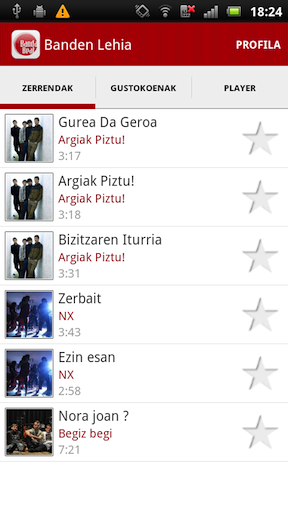 18:24
Banden Lehia
PROFILA
ZERRENDAK
GUSTOKOENAK
PLAYER
Gurea Da Geroa
Argiak Piztu!
3:17
Argiak Piztu!
Argiak Piztu!
3:18
Bizitzaren Iturria
Argiak Piztu!
3:31
Zerbait
NX
3:43
Ezin esan
NX
2:58
Nora joan ?
Begiz begi
7:21